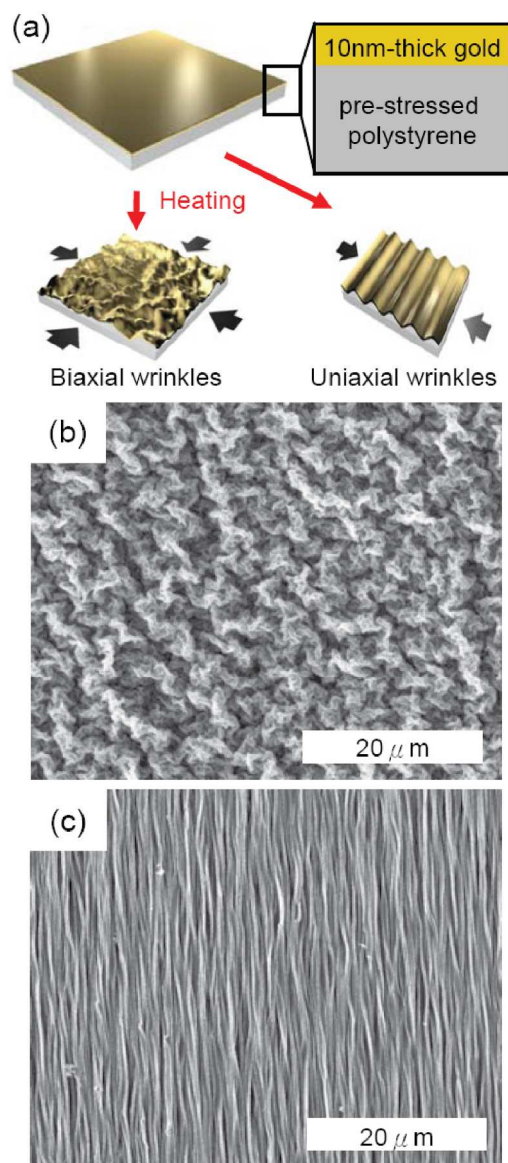 (a)
10nm-thick gold
pre-stressed
polystyrene
Heating
Biaxial wrinkles
Uniaxial wrinkles
(b)
20 μm
(c)
20 μm